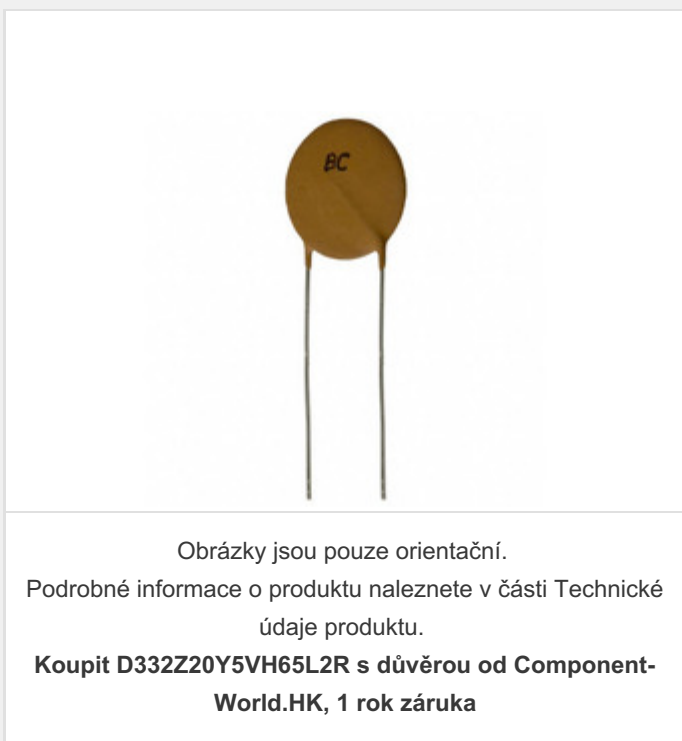 BC
Obrázky jsou pouze orientační.
Podrobné informace o produktu naleznete v části Technické
údaje produktu.
Koupit D332Z20Y5VH65L2R s důvěrou od Component-
World.HK, 1 rok záruka